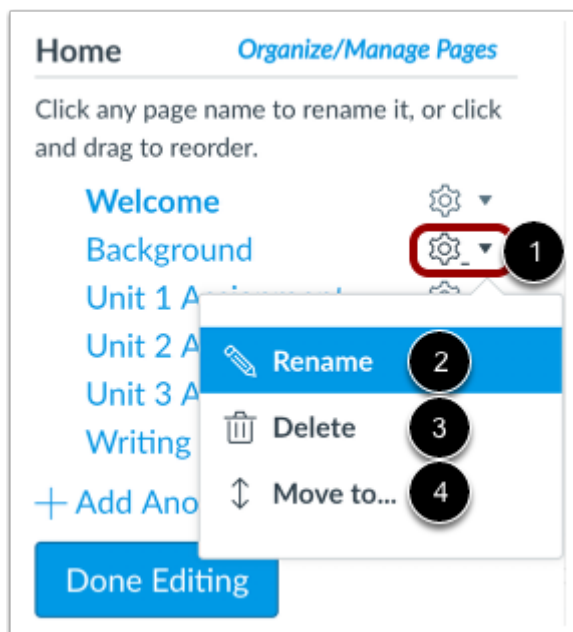 Home Organize/Manage Pages
Click any page name to rename it, or click
and drag to reorder.
Welcome
Background 1
Unit 1
Unit 2 A
Rename 2
Unit 3 A
Delete 3
Writing
Move to... 4
+ Add
Done Editing